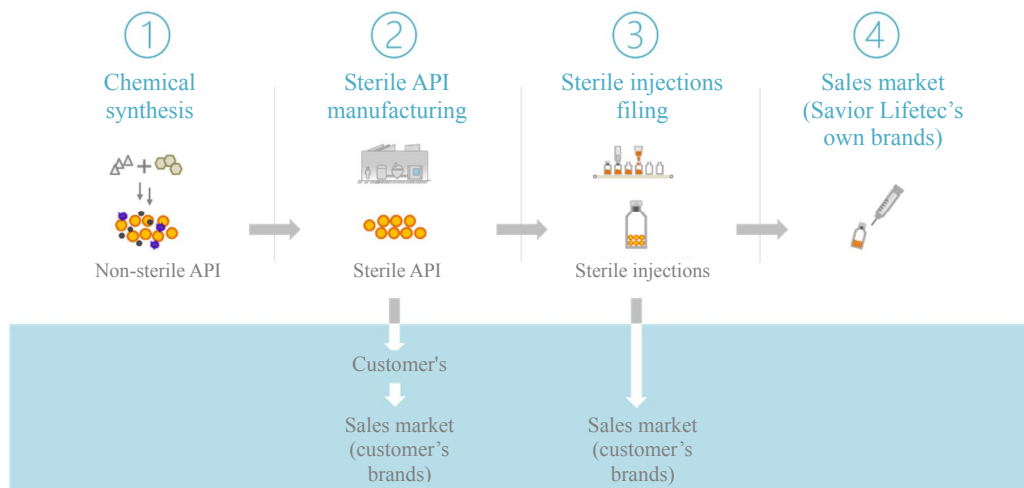 1
Chemical
synthesis
Non-sterile API
2
Sterile API
manufacturing
Sterile API
Customer's
Sales market
(customer’s
brands)
3
Sterile injections
filing
Sterile injections
Sales market
(customer’s
brands)
4
Sales market
(Savior Lifetec’s
own brands)